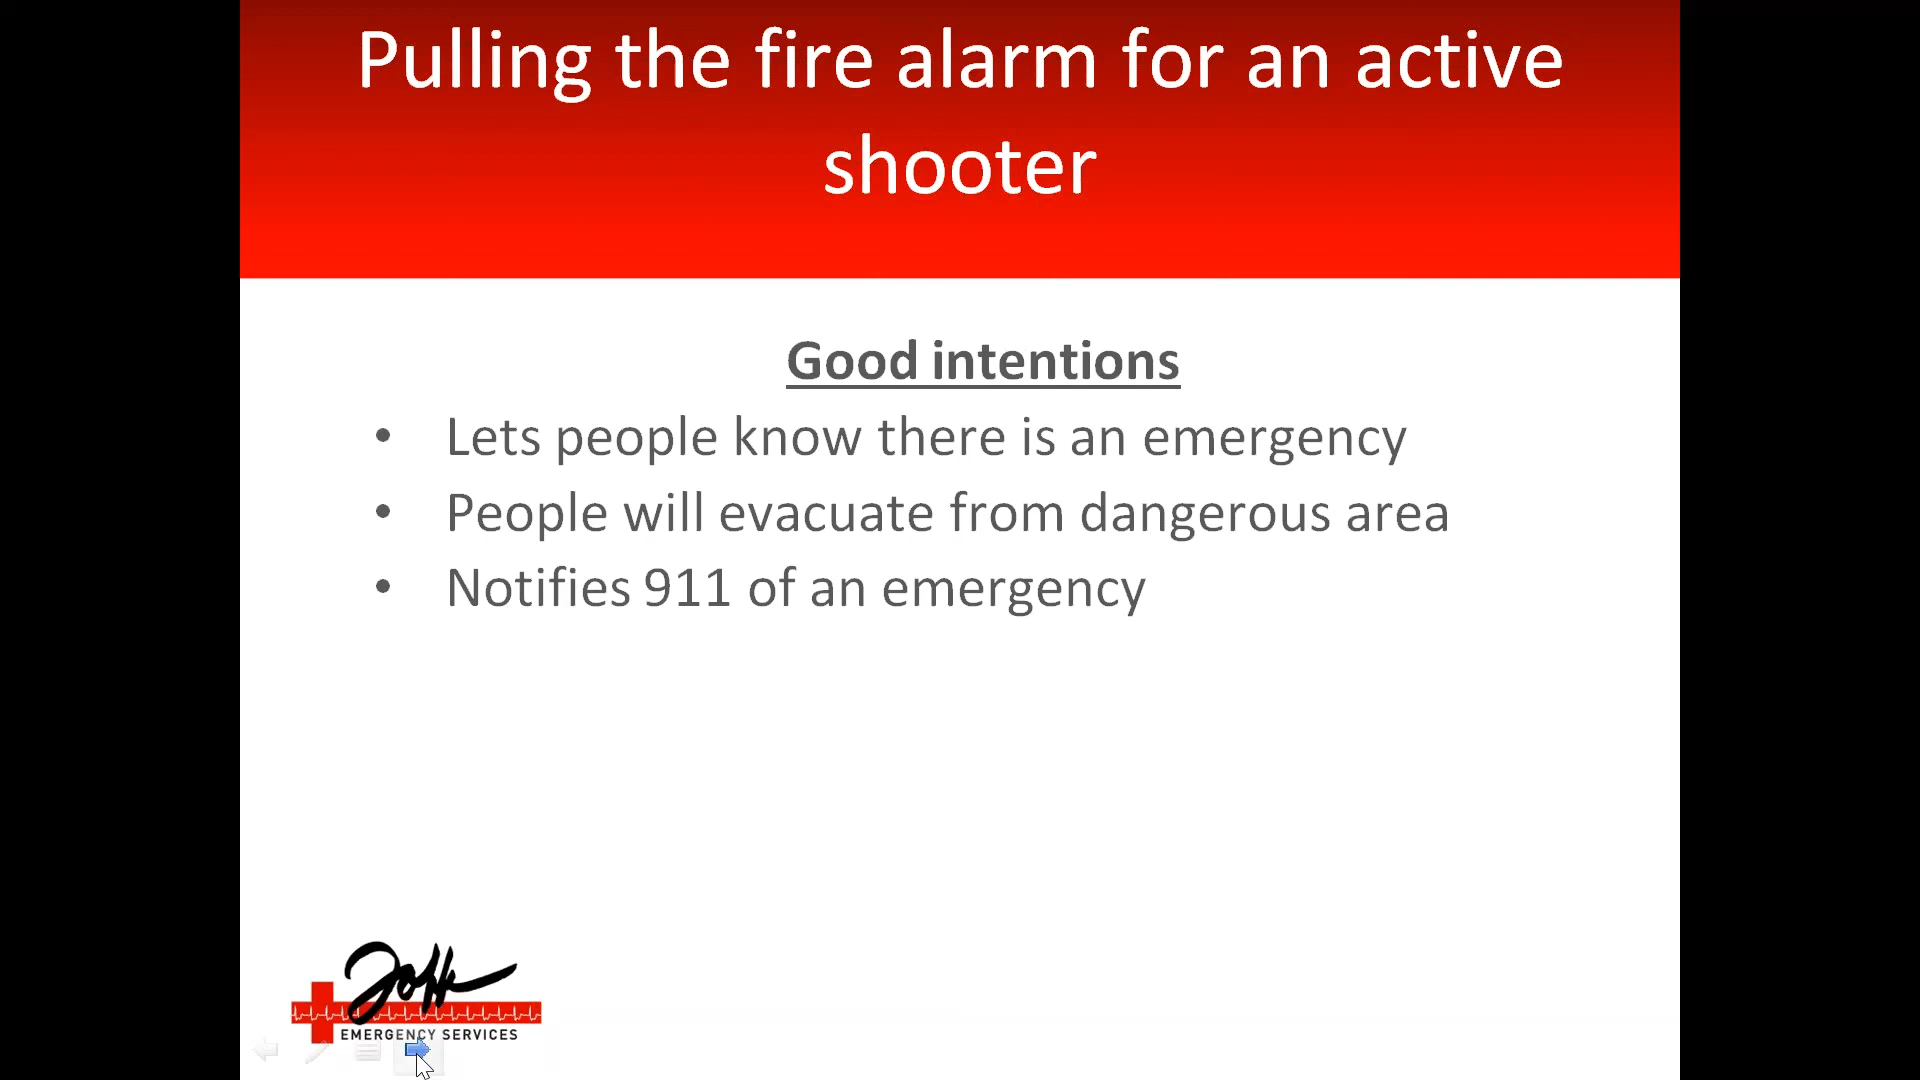 Pulling the fire alarm for an active
shooter
Good intentions
• Lets people know there is an emergency
• People will evacuate from dangerous area
• Notifies 911 of an emergency
Joffe
EMERGENCY SERVICES